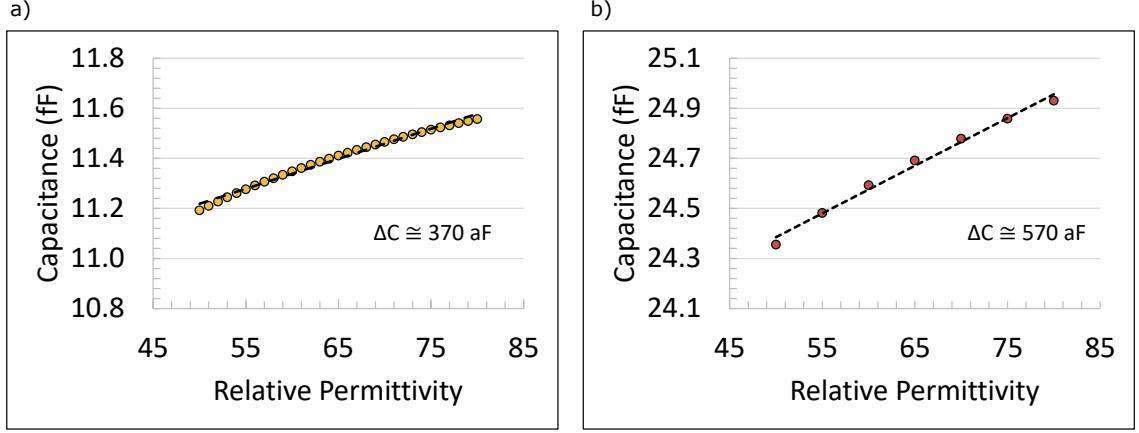 a)
11.8
11.6
11.4
11.2
11.0
10.8
Capacitance (fF)
ΔC ≅ 370 aF
45 55 65 75 85
Relative Permittivity
b)
25.1
24.9
24.7
24.5
24.3
24.1
Capacitance (fF)
ΔC ≅ 570 aF
45 55 65 75 85
Relative Permittivity